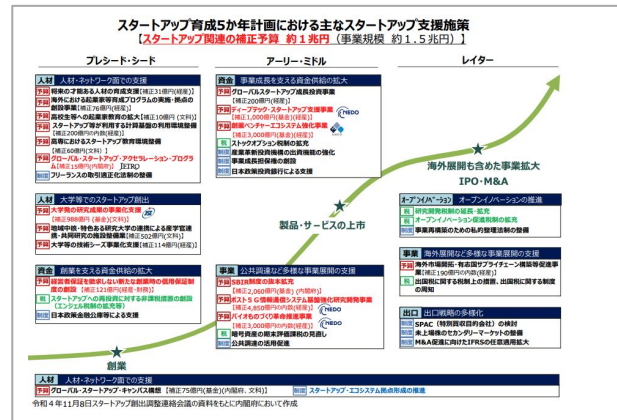 スタートアップ育成5か年計画における主なスタートアップ支援施策
【スタートアップ関連の補正予算 約1兆円（事業規模 約1.5兆円）】
プレシード・シード
人材 人材・ネットワーク面での支援
予算 将来の才能ある人材の育成支援【補正31億円(経産)】
予算 海外における起業家等育成プログラムの実施・拠点の
創設事業【補正76億円(経産)】
予算 高校生等への起業家教育の拡大【補正10億円(文科)】
予算 スタートアップ等が利用する計算基盤の利用環境整備
【補正200億円の内数(経産)】
予算 高専におけるスタートアップ教育環境整備
【補正60億円(文科)】
予算 グローバル・スタートアップ・アクセラレーション・プログラ
ム【補正15億円(内閣府)】 JETRO
制度 フリーランスの取引適正化法制の整備
人材 大学等でのスタートアップ創出
予算 大学発の研究成果の事業化支援
【補正988億円(基金)(文科)】
予算 地域中核・特色ある研究大学の連携による産学官連
携・共同研究の施設整備業【補正502億円(文科)】
予算 大学等の技術シーズ事業化支援【補正114億円(経産)】
資金 創業を支える資金供給の拡大
予算 経営者保証を徴求しない新たな創業時の信用保証制
度の創設 【補正121億円(経産・財務)】
税 スタートアップへの再投資に対する非課税措置の創設
（エンジェル税制の拡充等）
制度 日本政策金融公庫等による支援
創業
アーリー・ミドル
資金 事業成長を支える資金供給の拡大
予算 グローバルスタートアップ成長投資事業
【補正200億円(経産)】
予算 ディープテック・スタートアップ支援事業
【補正1,000億円(基金)(経産)】 NEDO
予算 創薬ベンチャーエコシステム強化事業
【補正3,000億円(基金)(経産)】
税 ストックオプション税制の拡充
制度 産業革新投資機構の出資機能の強化
制度 事業成長担保権の創設
制度 日本政策投資銀行による支援
製品・サービスの上市
事業 公共調達など多様な事業展開の支援
予算 SBIR制度の抜本拡充
【補正2,060億円(基金) (内閣府)】
予算 ポスト５Ｇ情報通信システム基盤強化研究開発事業
【補正4,850億円の内数(経産)】 NEDO
予算 バイオものづくり革命推進事業
【補正3,000億円の内数(経産)】 NEDO
税 暗号資産の期末評価課税の見直し
制度 公共調達の活用促進
レイター
海外展開も含めた事業拡大
IPO・M&A
オープンイノベーション オープンイノベーションの推進
税 研究開発税制の延長・拡充
税 オープンイノベーション促進税制の拡充
制度 事業再構築のための私的整理法制の整備
事業 海外展開など多様な事業展開の支援
予算 海外市場開拓・有志国サプライチェーン構築等促進事
業【補正190億円の内数(経産)】
税 出国税に関する税制上の措置、出国税に関する制度
の周知
出口 出口戦略の多様化
制度 SPAC（特別買収目的会社）の検討
制度 未上場株のセカンダリーマーケットの整備
制度 M&A促進に向けたIFRSの任意適用拡大
人材 人材・ネットワーク面での支援
予算 グローバル・スタートアップ・キャンパス構想 【補正75億円(基金)(内閣府、文科)】
制度 スタートアップ・エコシステム拠点形成の推進
令和４年11月8日スタートアップ創出調整連絡会議の資料をもとに内閣府において作成